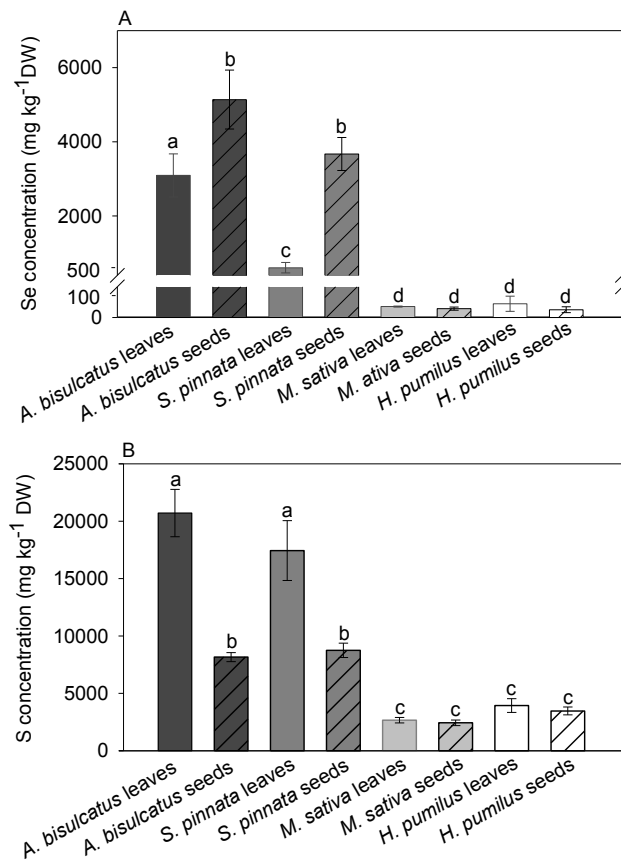 A
Se concentration (mg kg⁻¹DW)
6000
4000
2000
500
100
0
a
b
c
b
d
d
d
d
A. bisulcatus leaves
A. bisulcatus seeds
S. pinnata leaves
S. pinnata seeds
M. sativa leaves
M. ativa seeds
H. pumilus leaves
H. pumilus seeds
B
S concentration (mg kg⁻¹ DW)
25000
20000
15000
10000
5000
0
a
b
a
b
c
c
c
c
A. bisulcatus leaves
A. bisulcatus seeds
S. pinnata leaves
S. pinnata seeds
M. sativa leaves
M. sativa seeds
H. pumilus leaves
H. pumilus seeds